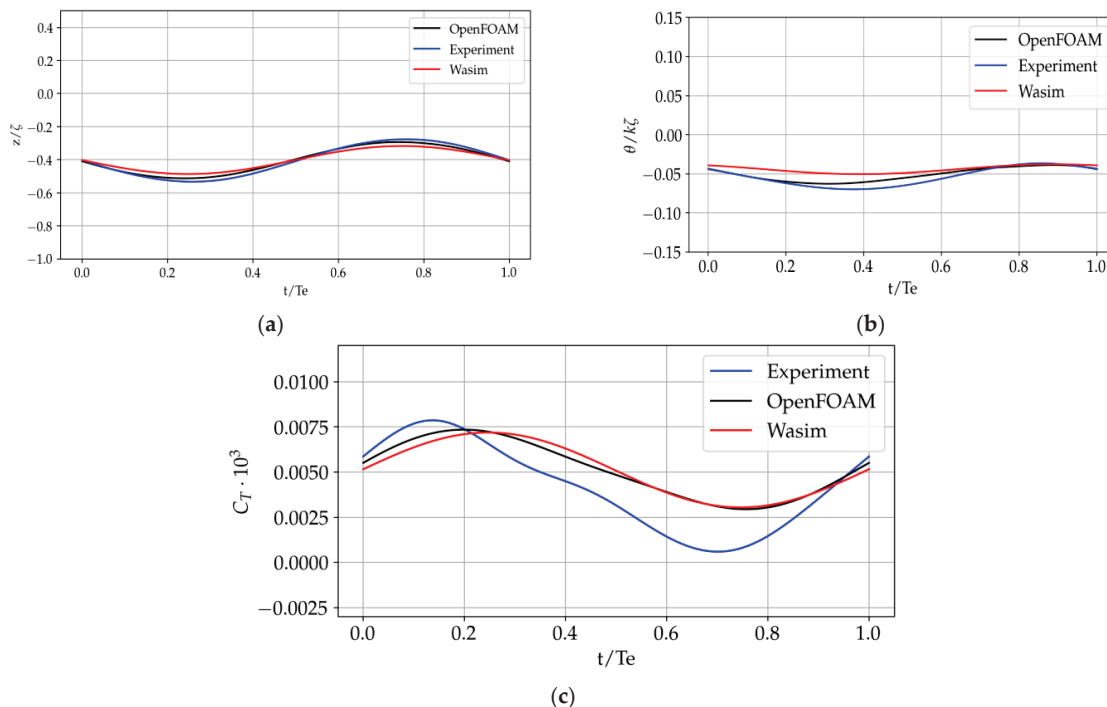 0.4
0.2
0.0
−0.2
−0.4
−0.6
−0.8
−1.0
z/ζ
0.0 0.2 0.4 0.6 0.8 1.0
t/Te
OpenFOAM
Experiment
Wasim
(a)
0.15
0.10
0.05
0.00
−0.05
−0.10
−0.15
θ/kζ
0.0 0.2 0.4 0.6 0.8 1.0
t/Te
OpenFOAM
Experiment
Wasim
(b)
0.0100
0.0075
0.0050
0.0025
0.0000
−0.0025
C_T · 10³
0.0 0.2 0.4 0.6 0.8 1.0
t/Te
Experiment
OpenFOAM
Wasim
(c)